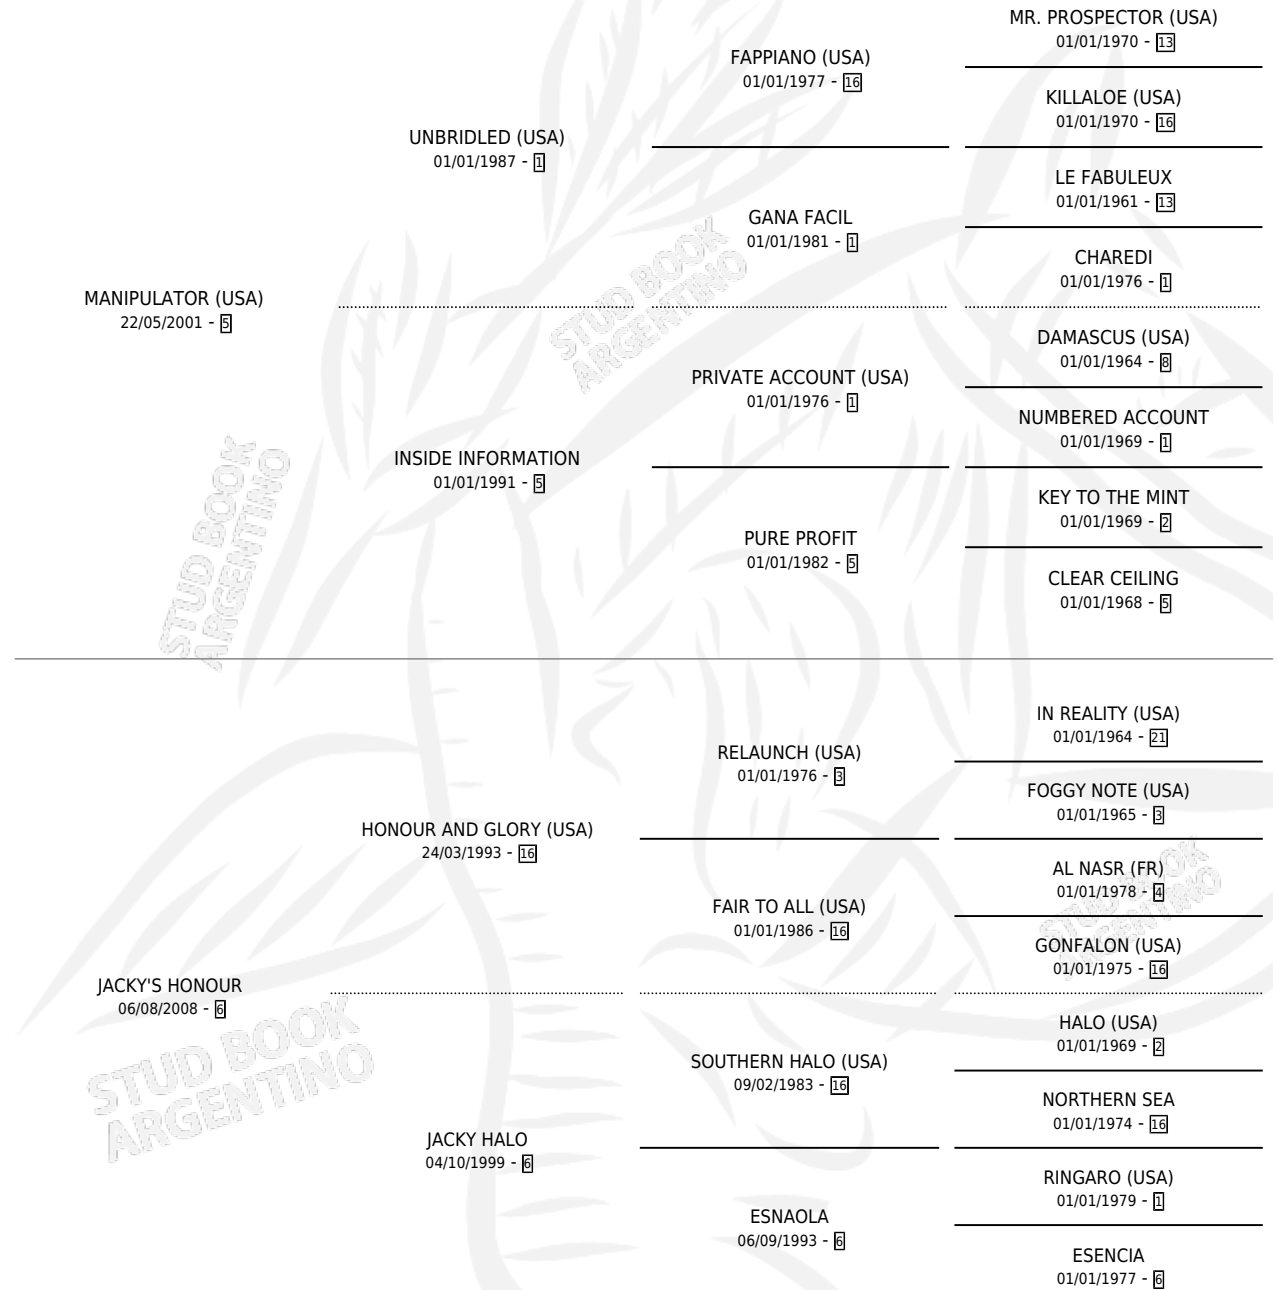 MR. PROSPECTOR (USA)
01/01/1970 - 13
FAPPIANO (USA)
01/01/1977 - 16
KILLALOE (USA)
01/01/1970 - 16
UNBRIDLED (USA)
01/01/1987 - 1
LE FABULEUX
01/01/1961 - 13
GANA FACIL
01/01/1981 - 1
CHAREDI
01/01/1976 - 1
MANIPULATOR (USA)
22/05/2001 - 5
STUD BOOK
ARGENTINO
DAMASCUS (USA)
01/01/1964 - 8
PRIVATE ACCOUNT (USA)
01/01/1976 - 1
NUMBERED ACCOUNT
01/01/1969 - 1
INSIDE INFORMATION
01/01/1991 - 5
KEY TO THE MINT
01/01/1969 - 2
PURE PROFIT
01/01/1982 - 5
CLEAR CEILING
01/01/1968 - 5
STUD BOOK
ARGENTINO
IN REALITY (USA)
01/01/1964 - 21
RELAUNCH (USA)
01/01/1976 - 3
FOGGY NOTE (USA)
01/01/1965 - 3
HONOUR AND GLORY (USA)
24/03/1993 - 16
AL NASR (FR)
01/01/1978 - 4
FAIR TO ALL (USA)
01/01/1986 - 16
STUD BOOK
ARGENTINO
GONFALON (USA)
01/01/1975 - 16
JACKY'S HONOUR
06/08/2008 - 6
HALO (USA)
01/01/1969 - 2
SOUTHERN HALO (USA)
09/02/1983 - 16
STUD BOOK
ARGENTINO
NORTHERN SEA
01/01/1974 - 16
JACKY HALO
04/10/1999 - 6
RINGARO (USA)
01/01/1979 - 1
ESNAOLA
06/09/1993 - 6
ESENCIA
01/01/1977 - 6